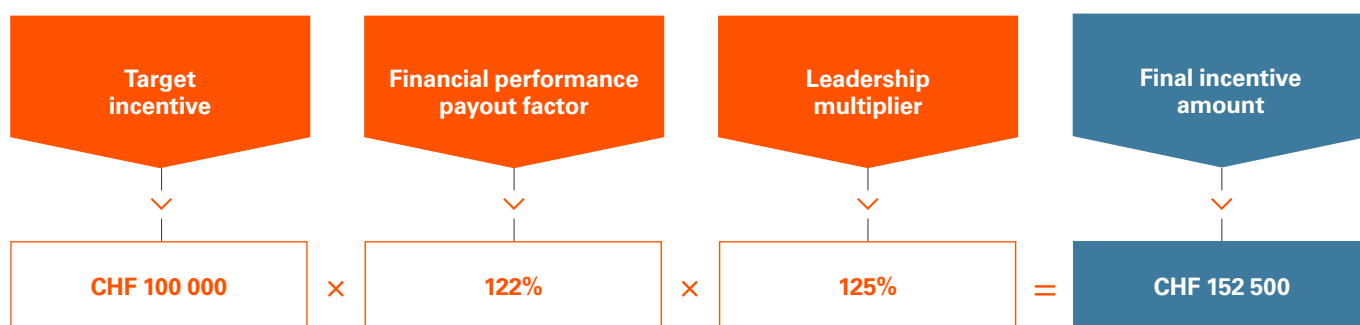 Target
incentive
Financial performance
payout factor
Leadership
multiplier
Final incentive
amount
CHF 100 000
×
122%
×
125%
=
CHF 152 500